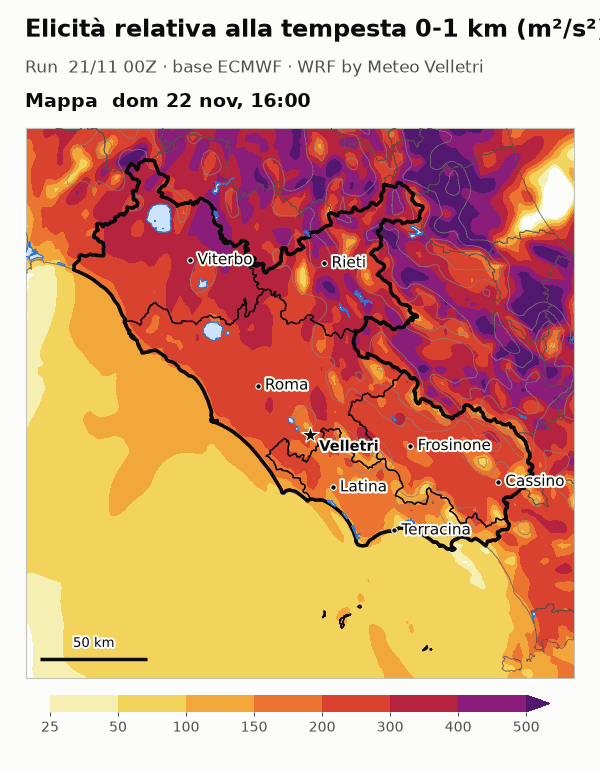 Elicità relativa alla tempesta 0-1 km (m²/s²)
Run  21/11 00Z · base ECMWF · WRF by Meteo Velletri
Mappa  dom 22 nov, 16:00
Viterbo
Rieti
Roma
Velletri
Frosinone
Latina
Cassino
Terracina
50 km
25 50 100 150 200 300 400 500